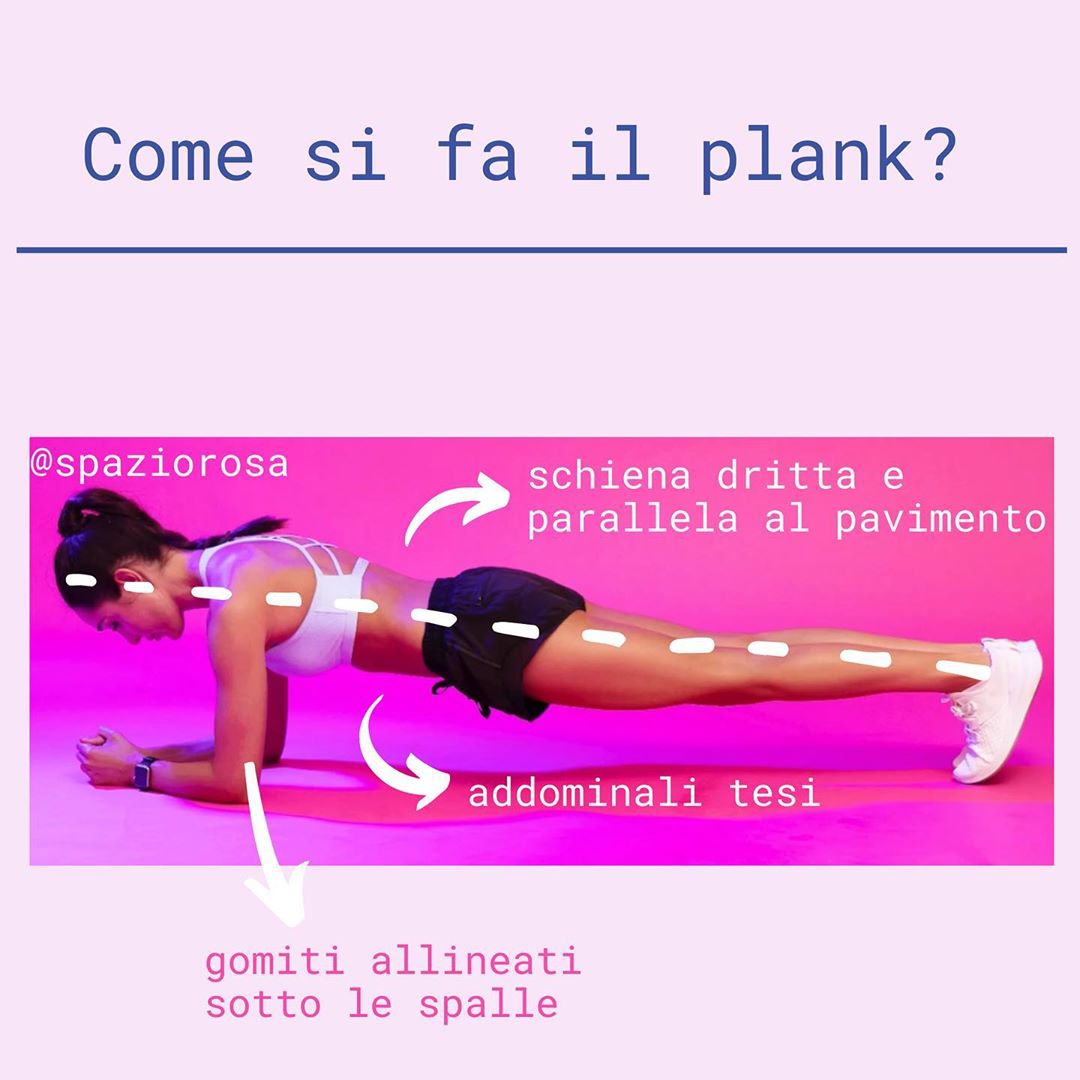 Come si fa il plank?
@spaziorosa
schiena dritta e
parallela al pavimento
addominali tesi
gomiti allineati
sotto le spalle